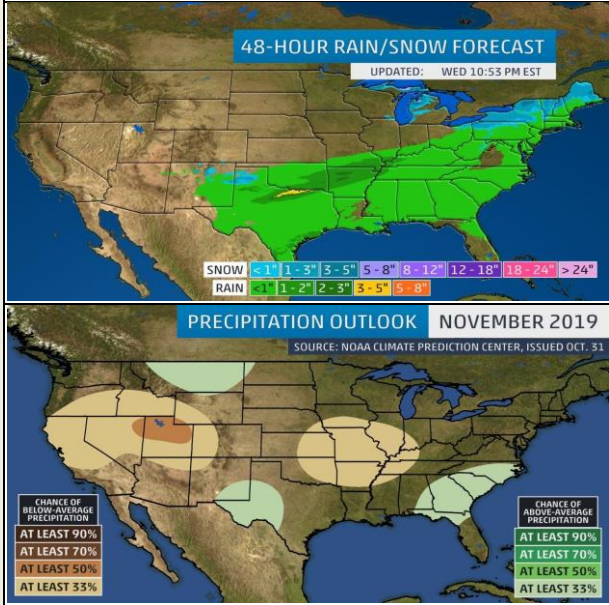 48-HOUR RAIN/SNOW FORECAST
UPDATED: WED 10:53 PM EST
SNOW <1" 1 - 3" 3 - 5" 5 - 8" 8 - 12" 12 - 18" 18 - 24" > 24"
RAIN <1" 1 - 2" 2 - 3" 3 - 5" 5 - 8"
PRECIPITATION OUTLOOK NOVEMBER 2019
SOURCE: NOAA CLIMATE PREDICTION CENTER, ISSUED OCT. 31
CHANCE OF
BELOW-AVERAGE
PRECIPITATION
AT LEAST 90%
AT LEAST 70%
AT LEAST 50%
AT LEAST 33%
CHANCE OF
ABOVE-AVERAGE
PRECIPITATION
AT LEAST 90%
AT LEAST 70%
AT LEAST 50%
AT LEAST 33%